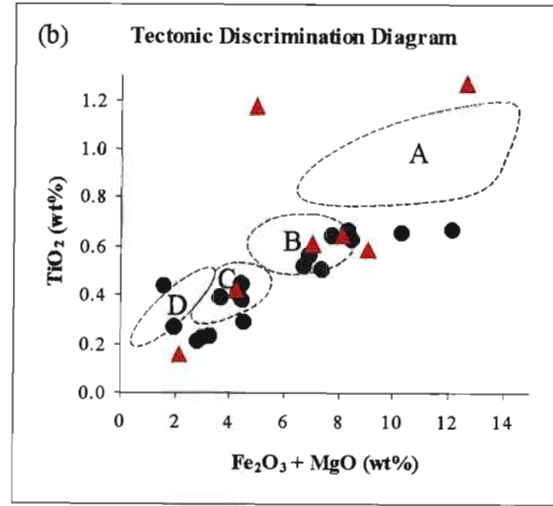 (b) Tectonic Discrimination Diagram
1.2
1.0
0.8
0.6
0.4
0.2
0.0
TiO₂ (wt%)
A
B
C
D
0 2 4 6 8 10 12 14
Fe₂O₃ + MgO (wt%)